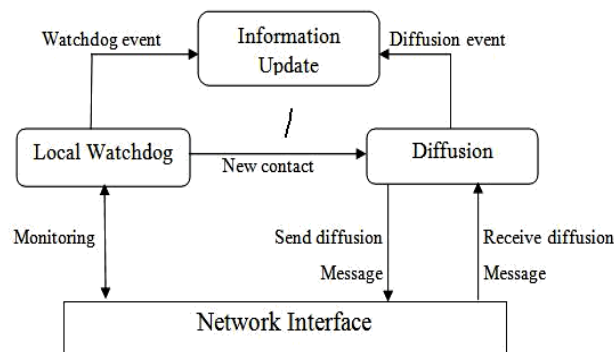 Watchdog event
Information
Update
Diffusion event
Local Watchdog
New contact
Diffusion
Monitoring
Send diffusion
Message
Receive diffusion
Message
Network Interface